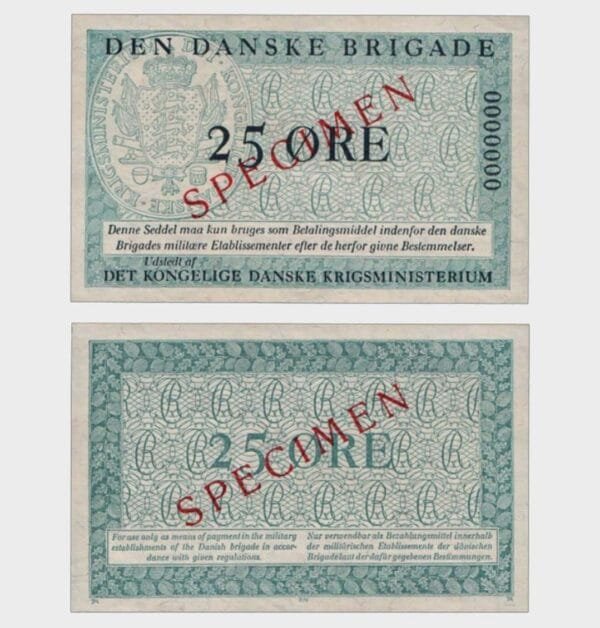 DEN DANSKE BRIGADE
25 ØRE
SPECIMEN
0000000
Denne Seddel maa kun bruges som Betalingsmiddel indenfor den danske
Brigades militære Etablissementer efter de herfor givne Bestemmelser.
Udstedt af
DET KONGELIGE DANSKE KRIGSMINISTERIUM
25 ØRE
SPECIMEN
For use only as means of payment in the military
establishments of the Danish brigade in accor-
dance with given regulations.
Nur verwendbar als Bezahlungsmittel innerhalb
der militärischen Etablissemente der dänischen
Brigade laut der dafür gegebenen Bestimmungen.